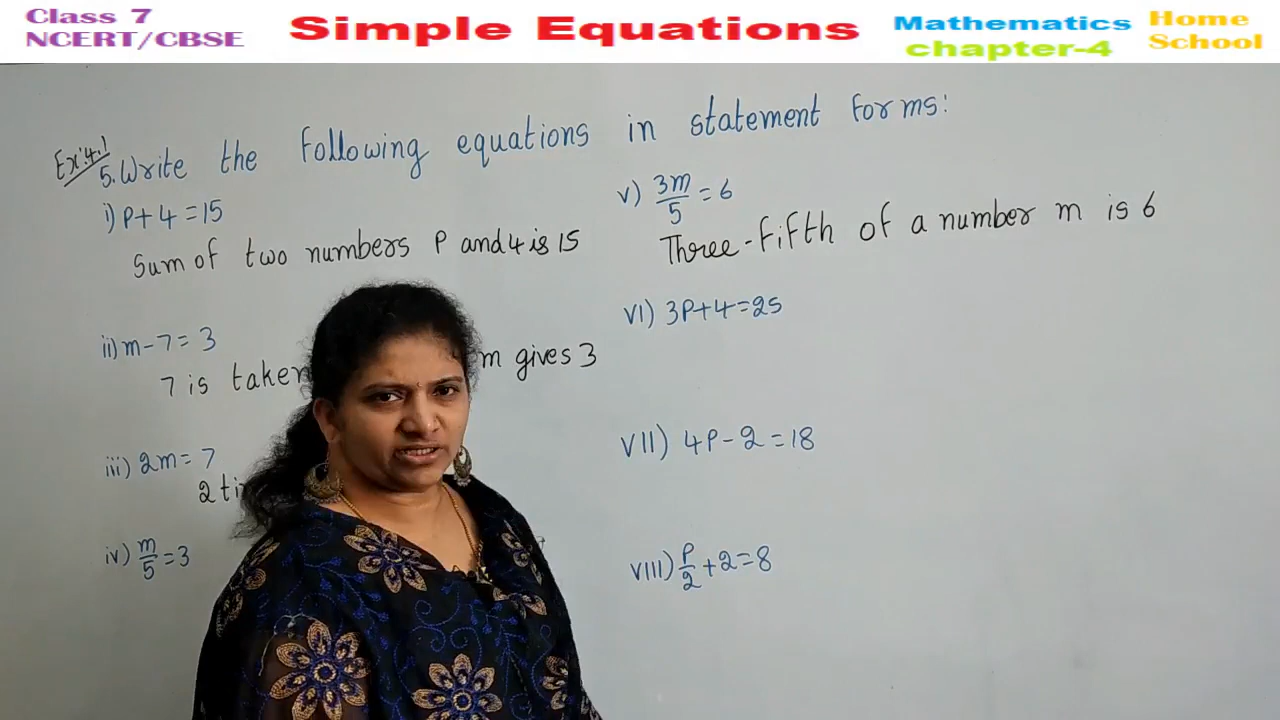 Class 7
NCERT/CBSE
Simple Equations
Mathematics
chapter-4
Home
School
Ex:4.1
5.Write the following equations in statement forms:
i) P+4=15
Sum of two numbers P and 4 is 15
ii) m-7=3
7 is taken m gives 3
iii) 2m=7
2
iv) m/5=3
v) 3m/5=6
Three-fifth of a number m is 6
VI) 3P+4=25
VII) 4P-2=18
VIII) P/2+2=8